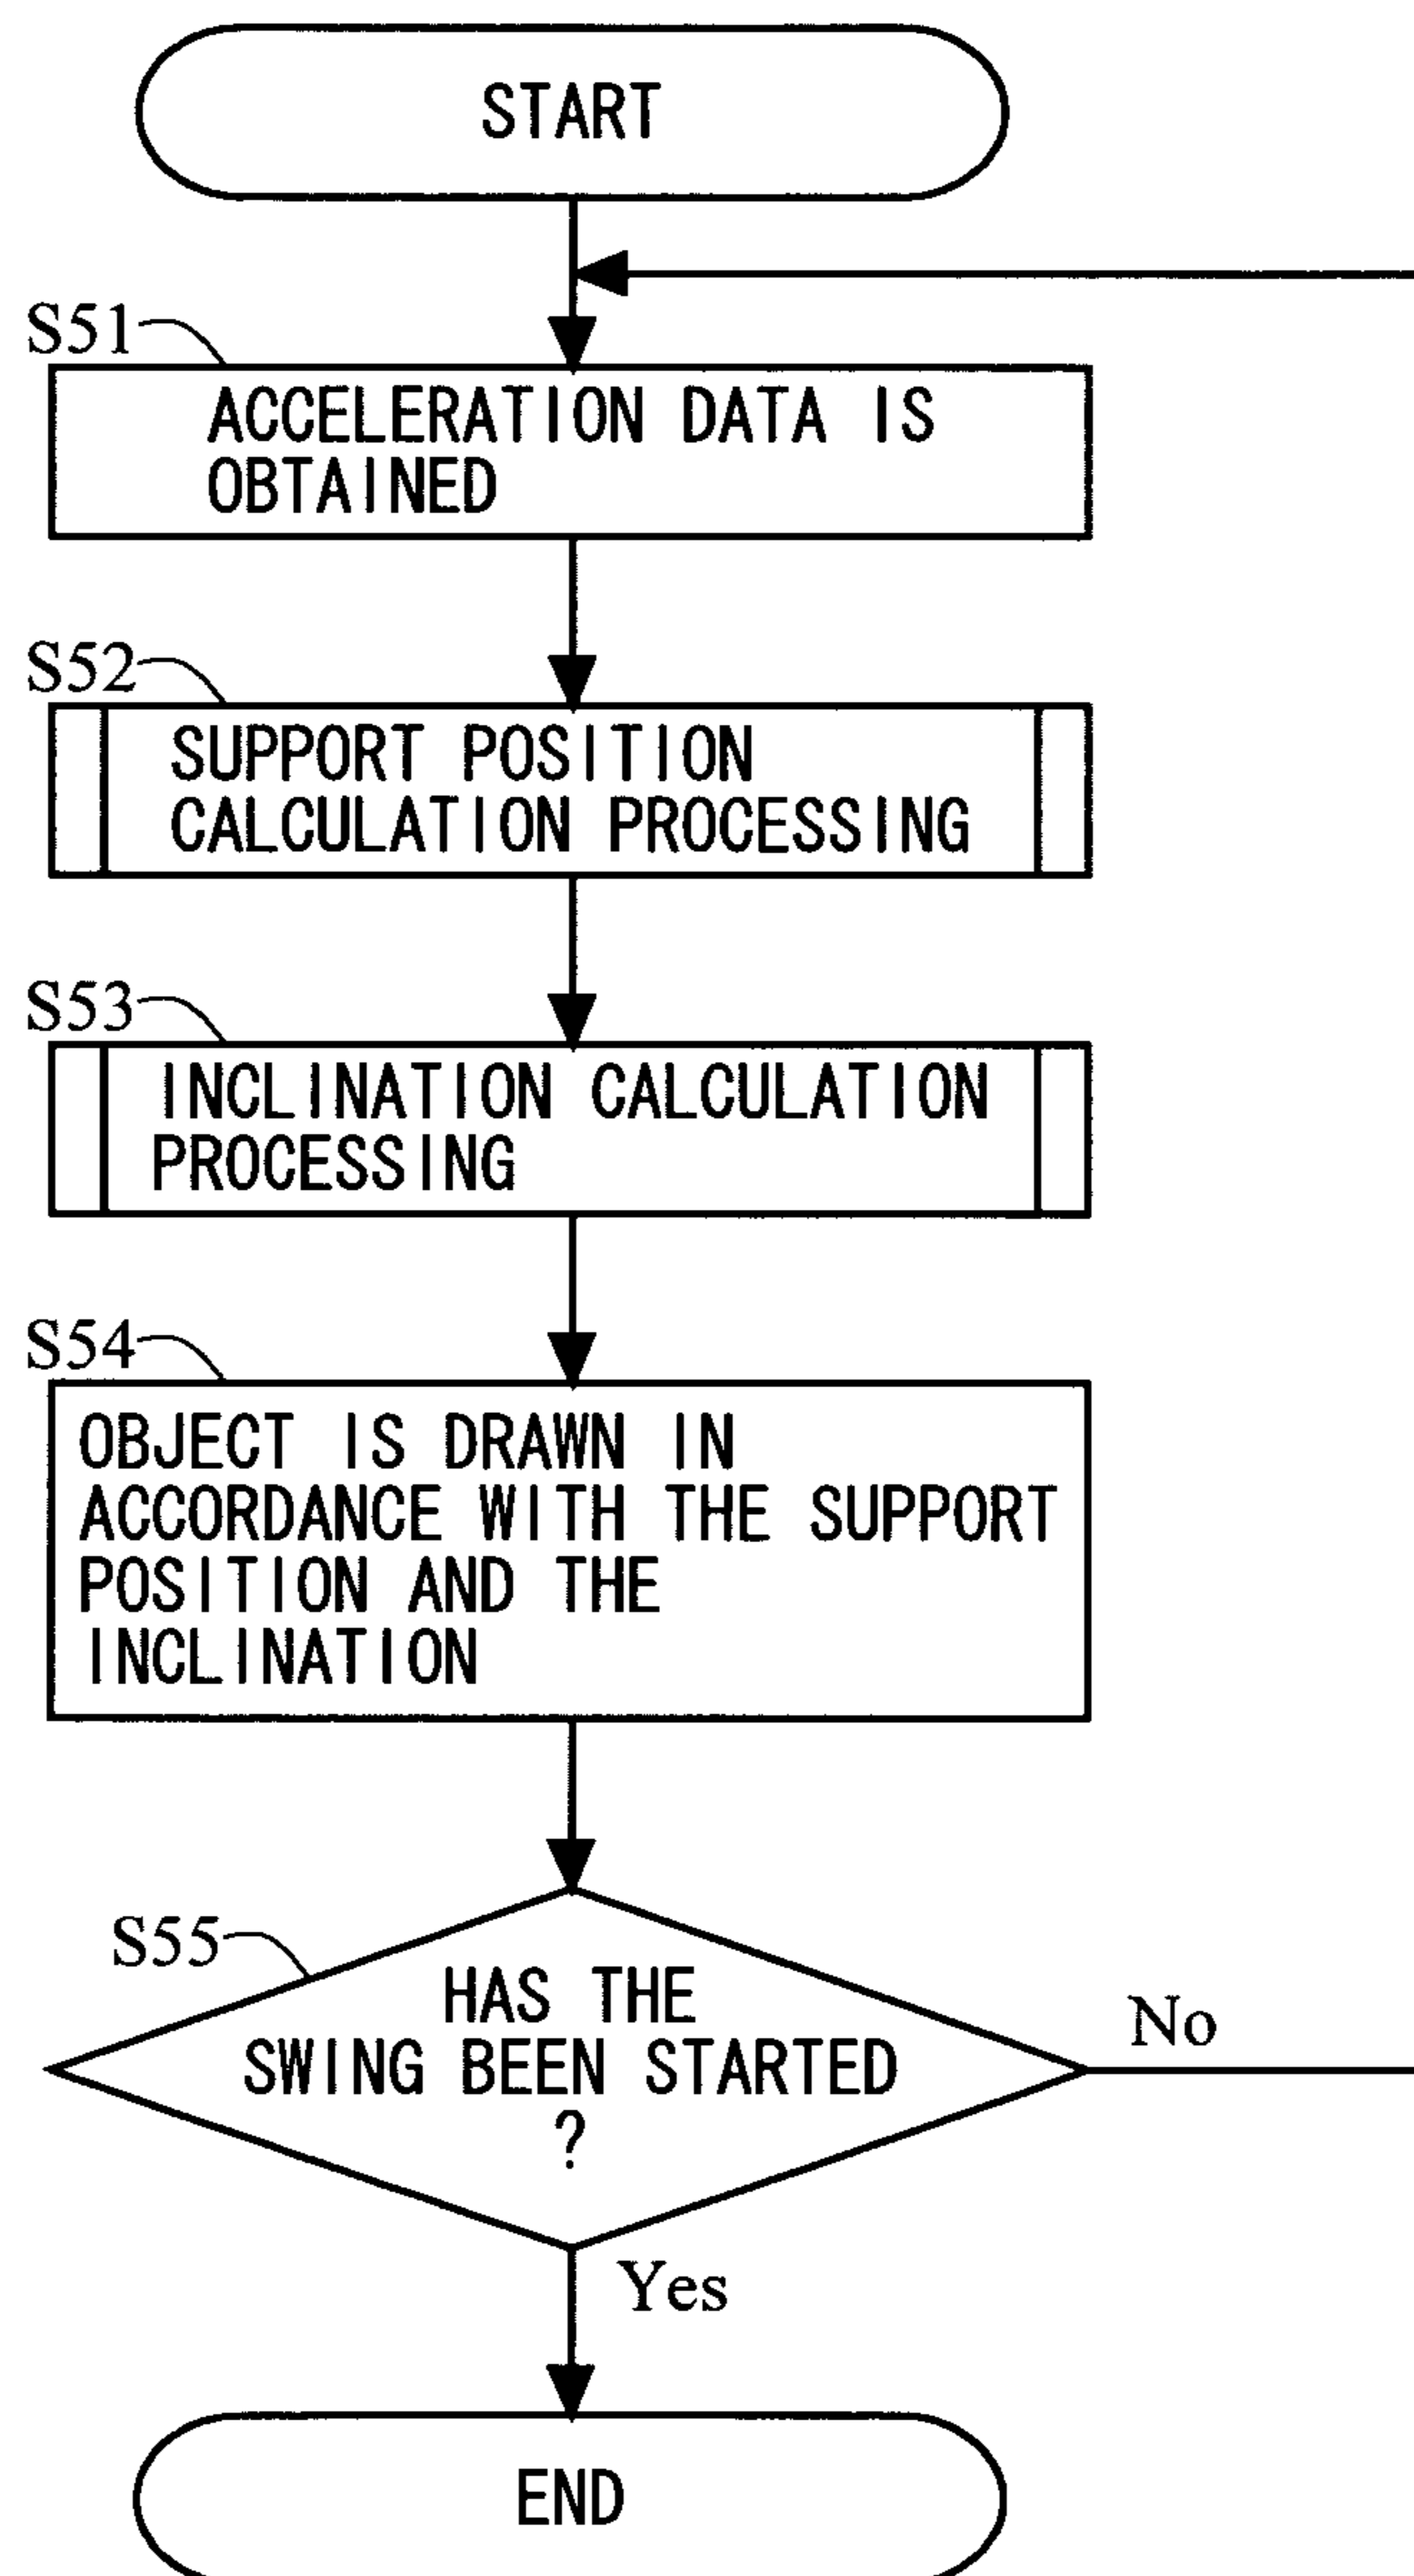 START
S51
ACCELERATION DATA IS
OBTAINED
S52
SUPPORT POSITION
CALCULATION PROCESSING
S53
INCLINATION CALCULATION
PROCESSING
S54
OBJECT IS DRAWN IN
ACCORDANCE WITH THE SUPPORT
POSITION AND THE
INCLINATION
S55
HAS THE
SWING BEEN STARTED
?
No
Yes
END